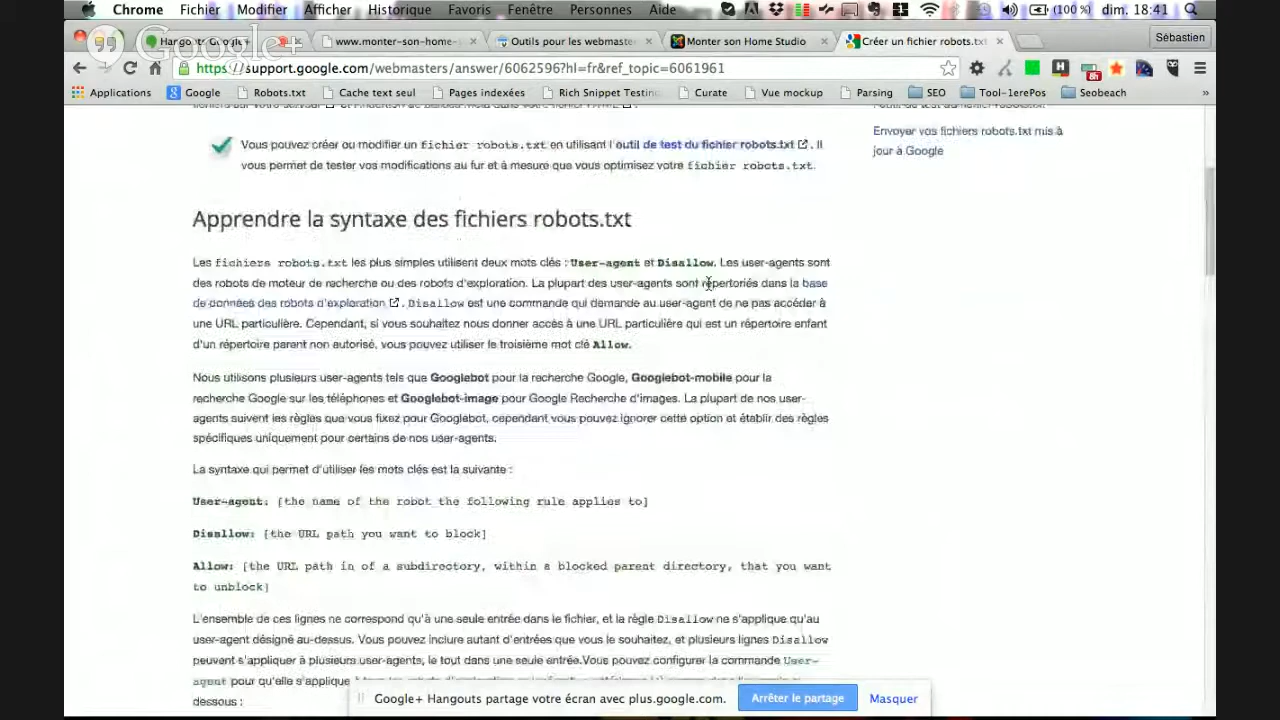 Chrome Fichier Modifier Afficher Historique Favoris Fenêtre Personnes Aide (100 %) dim. 18:41
Google+
Hangouts Google+ www.monter-son-home- Outils pour les webmaste Monter son Home Studio Créer un fichier robots.txt Sébastien
https://support.google.com/webmasters/answer/6062596?hl=fr&ref_topic=6061961
Applications Google Robots.txt Cache text seul Pages indexées Rich Snippet Testing Curate Vue mockup Parsing SEO Tool-1erePos Seobeach »
Envoyer vos fichiers robots.txt mis à
jour à Google
Vous pouvez créer ou modifier un fichier robots.txt en utilisant l'outil de test du fichier robots.txt . Il
vous permet de tester vos modifications au fur et à mesure que vous optimisez votre fichier robots.txt.
Apprendre la syntaxe des fichiers robots.txt
Les fichiers robots.txt les plus simples utilisent deux mots clés : User-agent et Disallow. Les user-agents sont
des robots de moteur de recherche ou des robots d'exploration. La plupart des user-agents sont répertoriés dans la base
de données des robots d'exploration . Disallow est une commande qui demande au user-agent de ne pas accéder à
une URL particulière. Cependant, si vous souhaitez nous donner accès à une URL particulière qui est un répertoire enfant
d'un répertoire parent non autorisé, vous pouvez utiliser le troisième mot clé Allow.
Nous utilisons plusieurs user-agents tels que Googlebot pour la recherche Google, Googlebot-mobile pour la
recherche Google sur les téléphones et Googlebot-image pour Google Recherche d'images. La plupart de nos user-
agents suivent les règles que vous fixez pour Googlebot, cependant vous pouvez ignorer cette option et établir des règles
spécifiques uniquement pour certains de nos user-agents.
La syntaxe qui permet d'utiliser les mots clés est la suivante :
User-agent: [the name of the robot the following rule applies to]
Disallow: [the URL path you want to block]
Allow: [the URL path in of a subdirectory, within a blocked parent directory, that you want
to unblock]
L'ensemble de ces lignes ne correspond qu'à une seule entrée dans le fichier, et la règle Disallow ne s'applique qu'au
user-agent désigné au-dessus. Vous pouvez inclure autant d'entrées que vous le souhaitez, et plusieurs lignes Disallow
peuvent s'appliquer à plusieurs user-agents, le tout dans une seule entrée.Vous pouvez configurer la commande User-
agent pour qu'elle s'applique
dessous :
Google+ Hangouts partage votre écran avec plus.google.com. Arrêter le partage Masquer